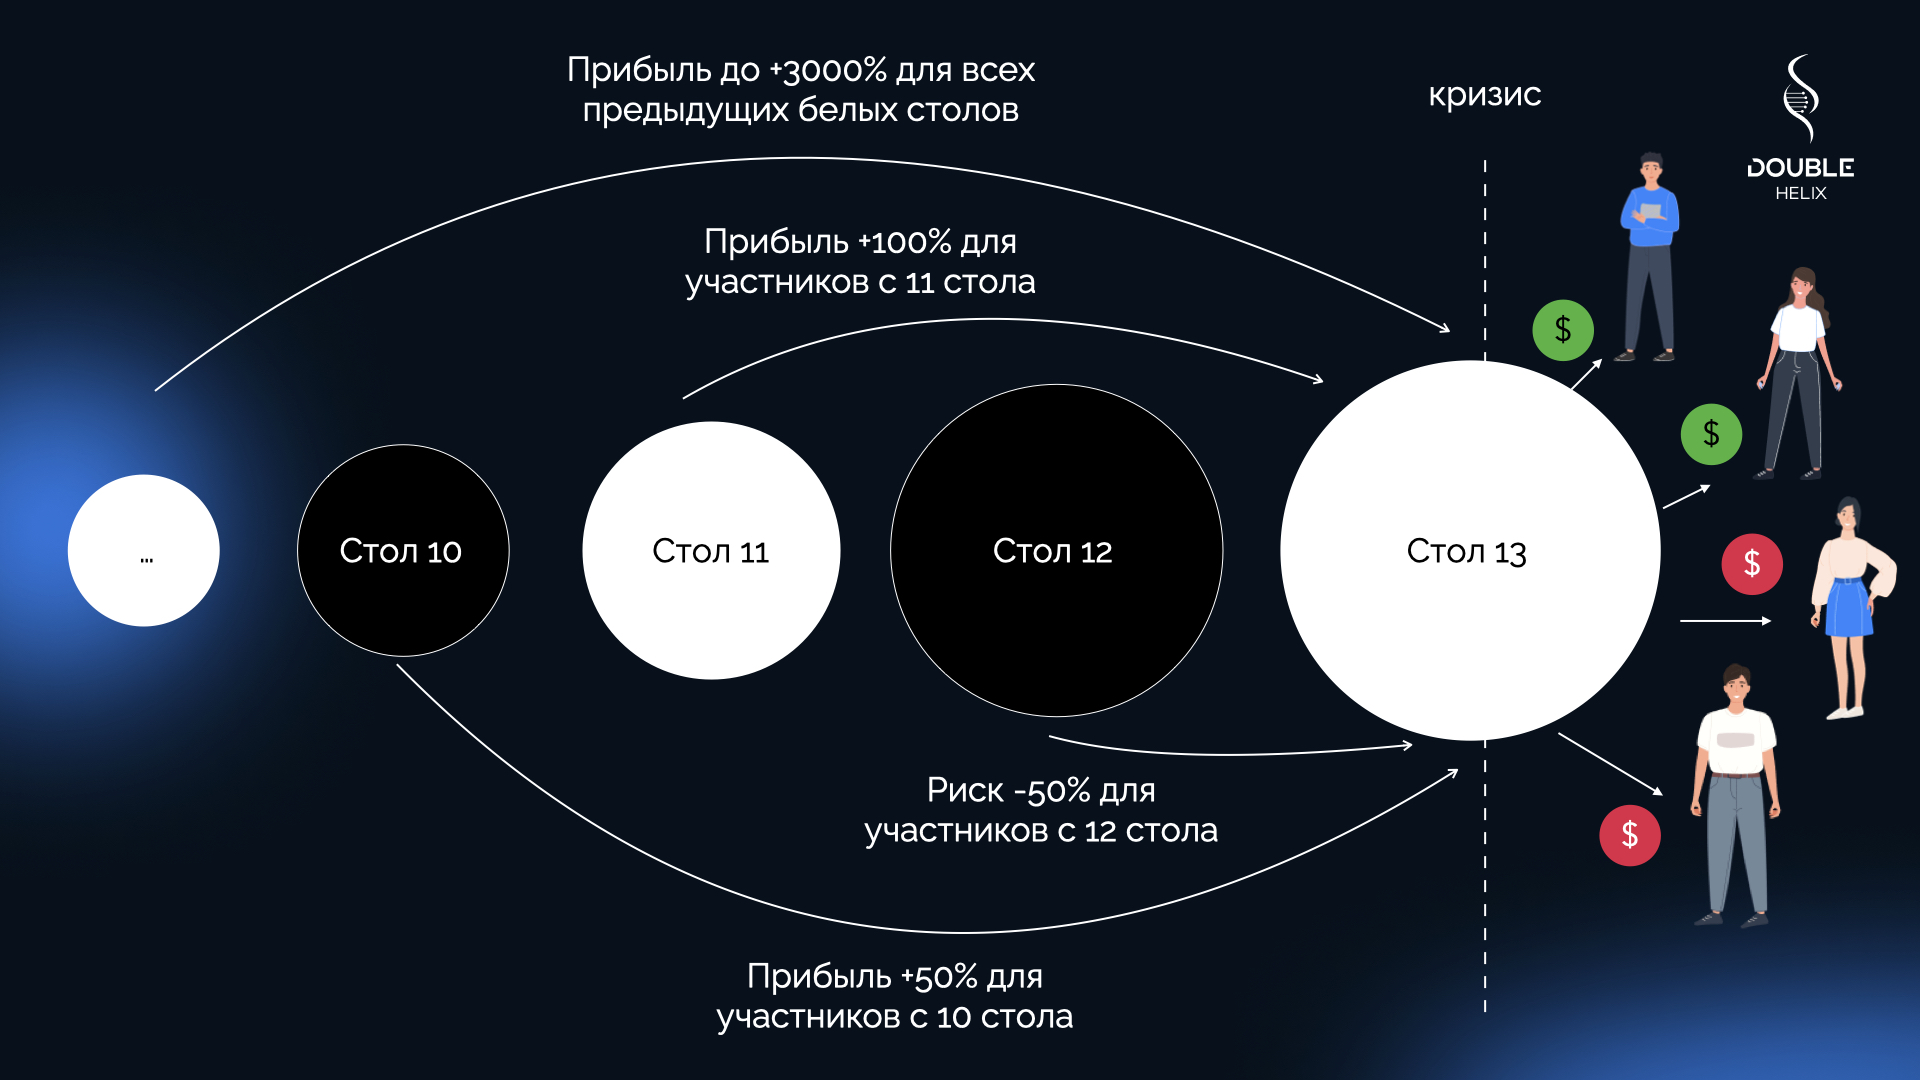 Прибыль до +3000% для всех
предыдущих белых столов
кризис
DOUBLE
HELIX
Прибыль +100% для
участников с 11 стола
$
$
...
Стол 10
Стол 11
Стол 12
Стол 13
$
Риск -50% для
участников с 12 стола
$
Прибыль +50% для
участников с 10 стола